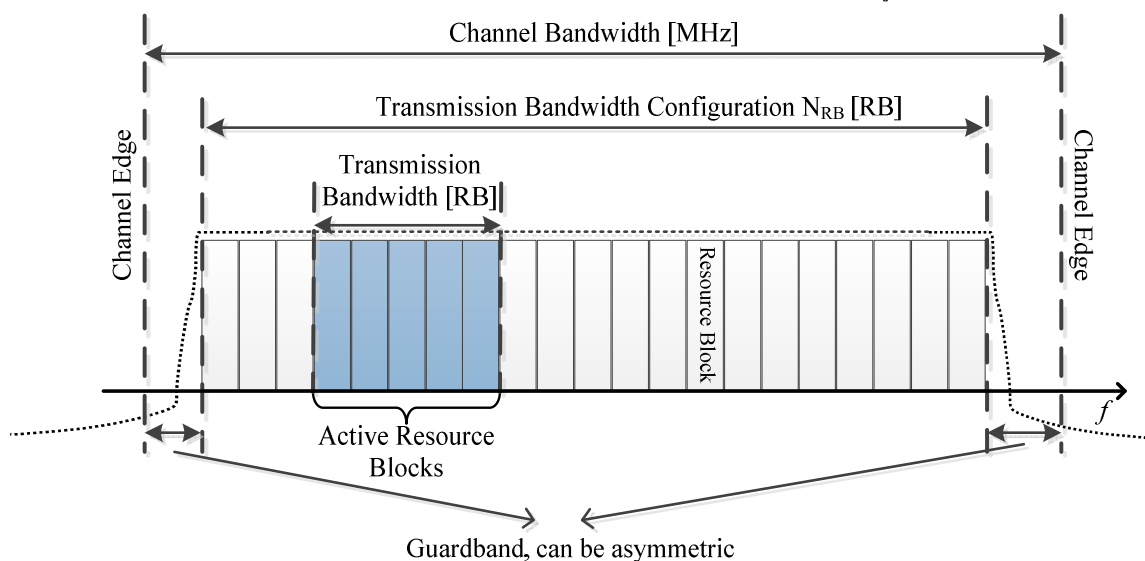 Channel Bandwidth [MHz]
Transmission Bandwidth Configuration N_RB [RB]
Transmission
Bandwidth [RB]
Channel Edge
Channel Edge
Resource Block
f
Active Resource
Blocks
Guardband, can be asymmetric